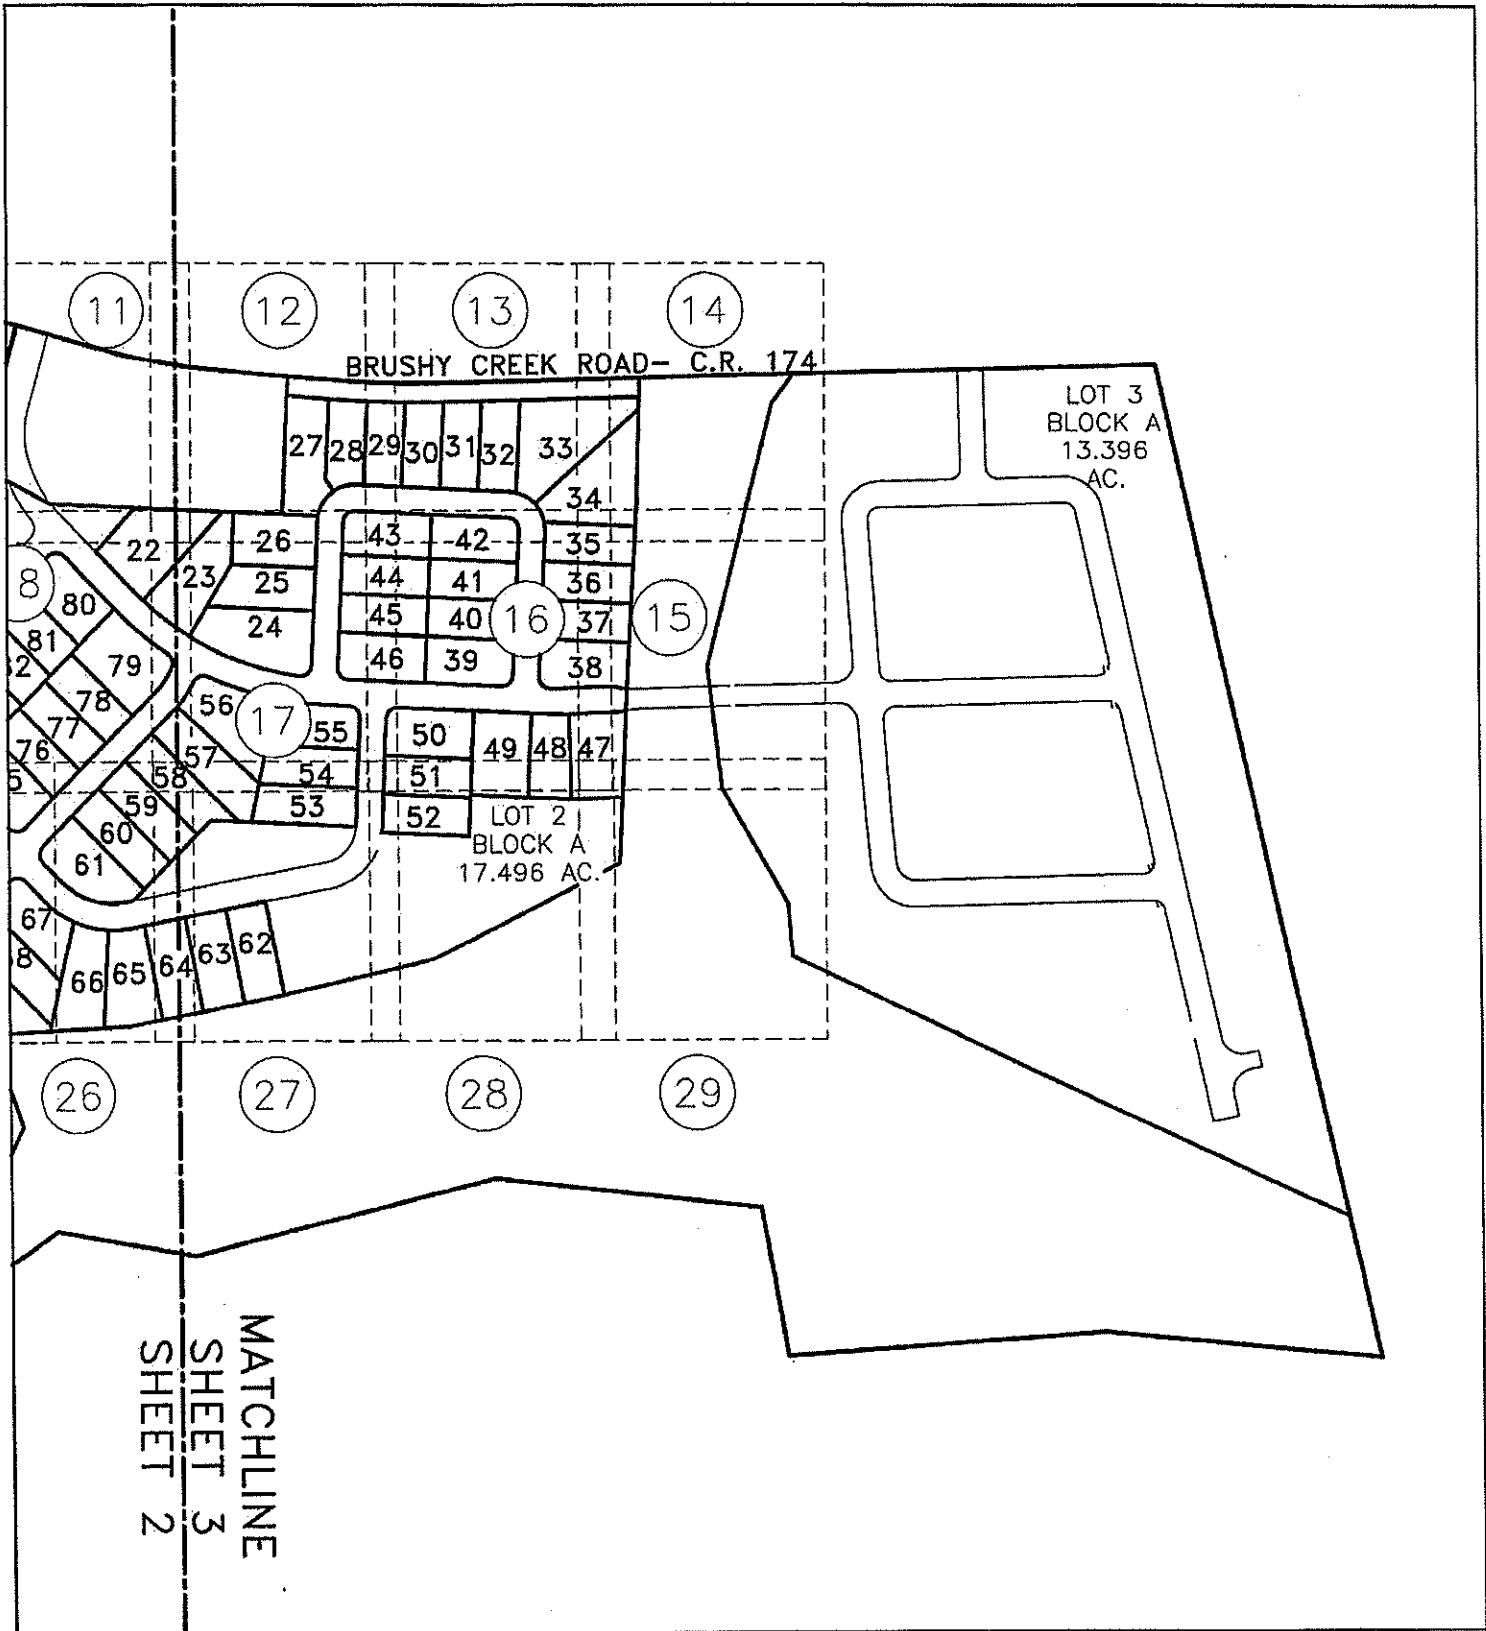 11 12 13 14
BRUSHY CREEK ROAD- C.R. 174
LOT 3
BLOCK A
13.396
AC.
27 28 29 30 31 32 33
34
22 23 26 43 42 35
8 80 25 44 41 36
81 24 45 40 16 37 15
32 79 46 39 38
78 56 17 55 50 49 48 47
76 77 57 54 51
5 58 53
59 52 LOT 2
60 BLOCK A
61 17.496 AC.
67
8 66 65 64 63 62
26 27 28 29
MATCHLINE
SHEET 3
SHEET 2